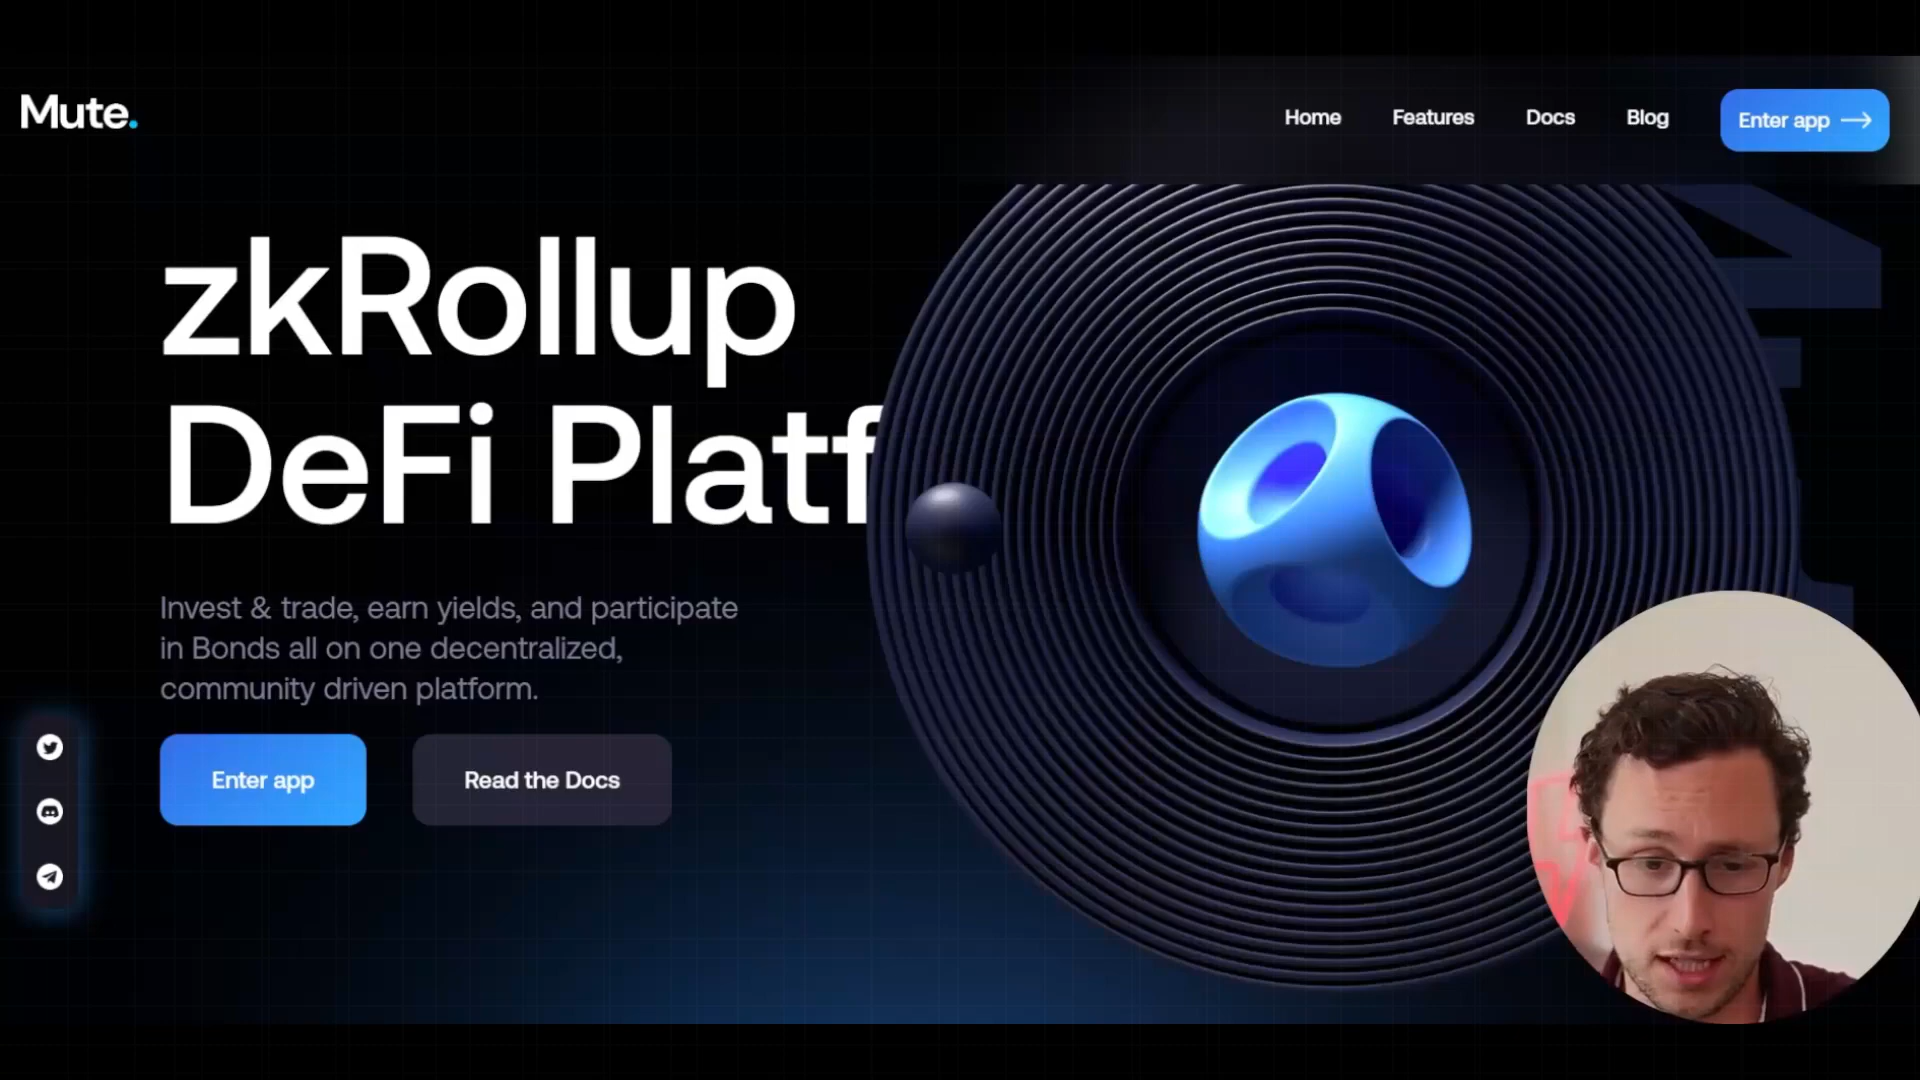 Mute.
Home
Features
Docs
Blog
Enter app
zkRollup
DeFi Platf
Invest & trade, earn yields, and participate
in Bonds all on one decentralized,
community driven platform.
Enter app
Read the Docs